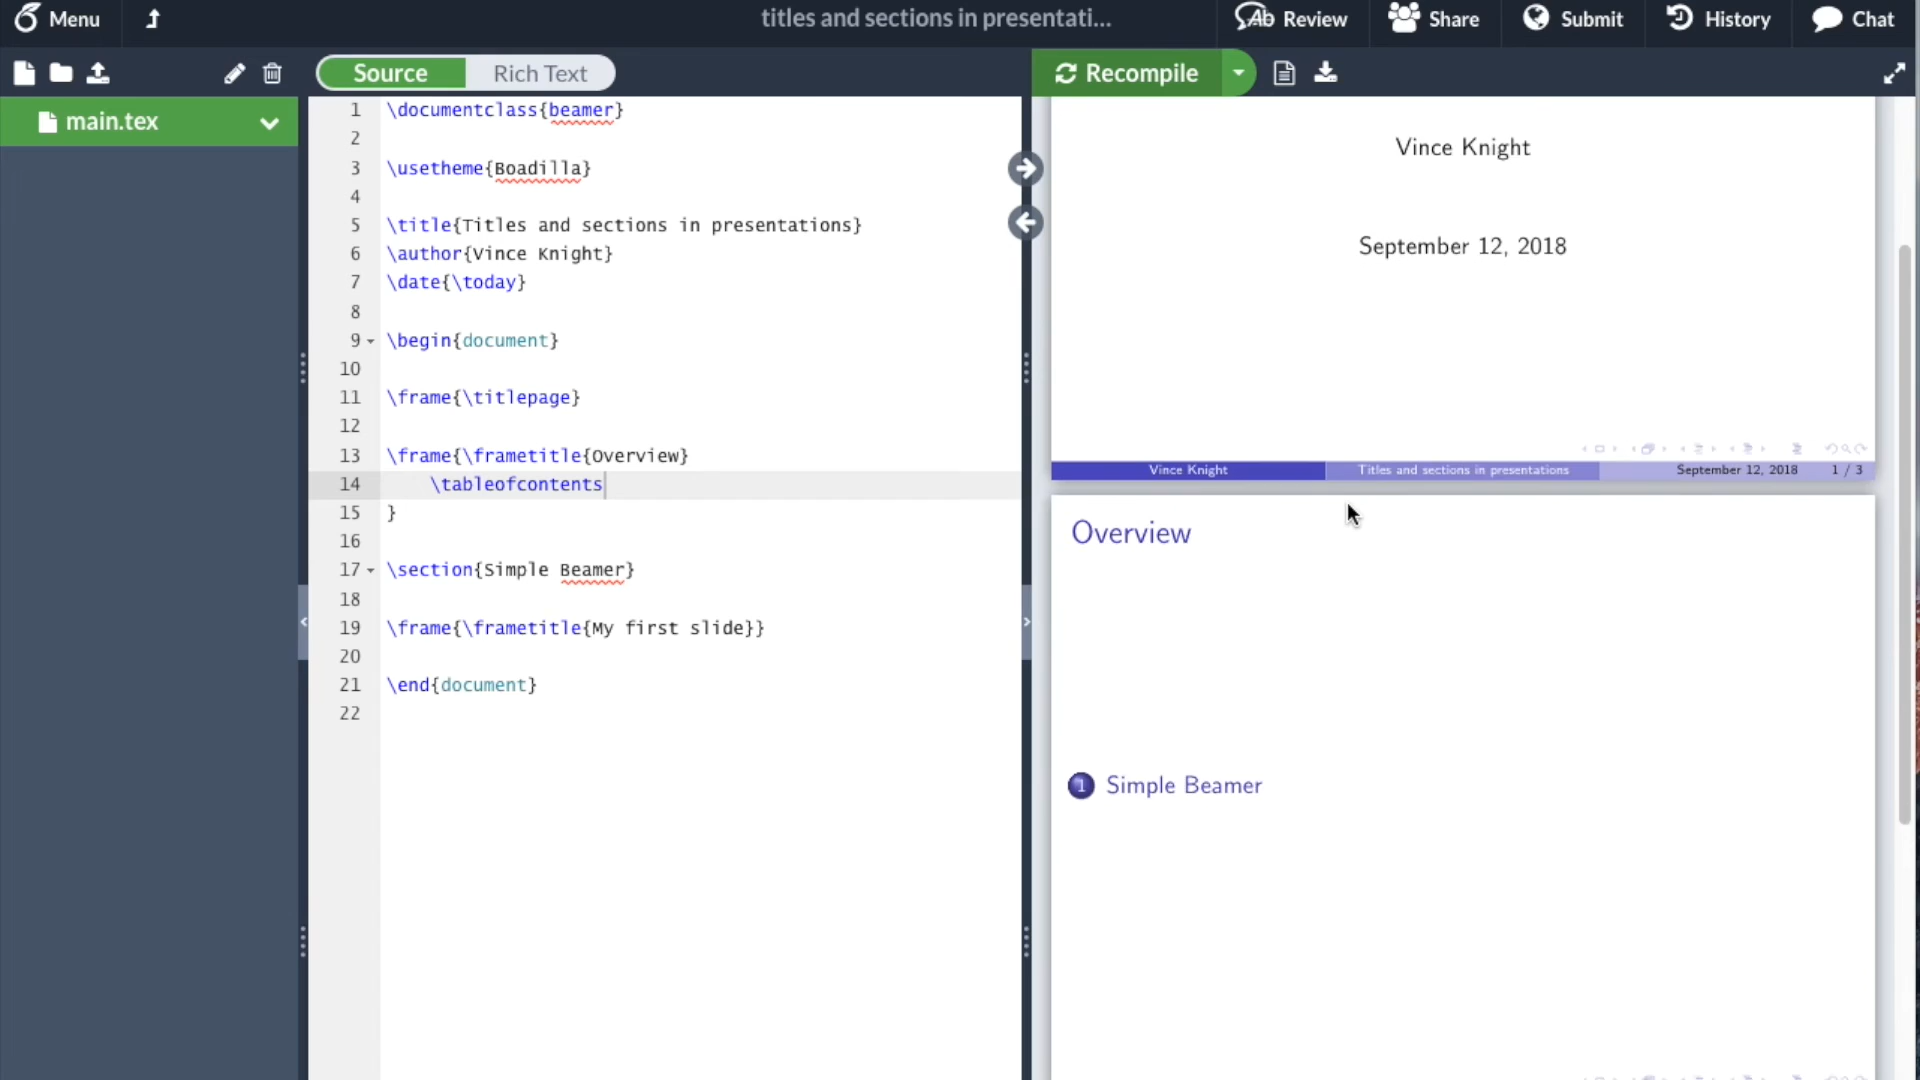 Menu
titles and sections in presentati...
Review
Share
Submit
History
Chat
Source
Rich Text
Recompile
main.tex
1 \documentclass{beamer}
2
3 \usetheme{Boadilla}
4
5 \title{Titles and sections in presentations}
6 \author{Vince Knight}
7 \date{\today}
8
9 \begin{document}
10
11 \frame{\titlepage}
12
13 \frame{\frametitle{Overview}
14 \tableofcontents
15 }
16
17 \section{Simple Beamer}
18
19 \frame{\frametitle{My first slide}}
20
21 \end{document}
22
Vince Knight
September 12, 2018
Vince Knight Titles and sections in presentations September 12, 2018 1 / 3
Overview
1 Simple Beamer